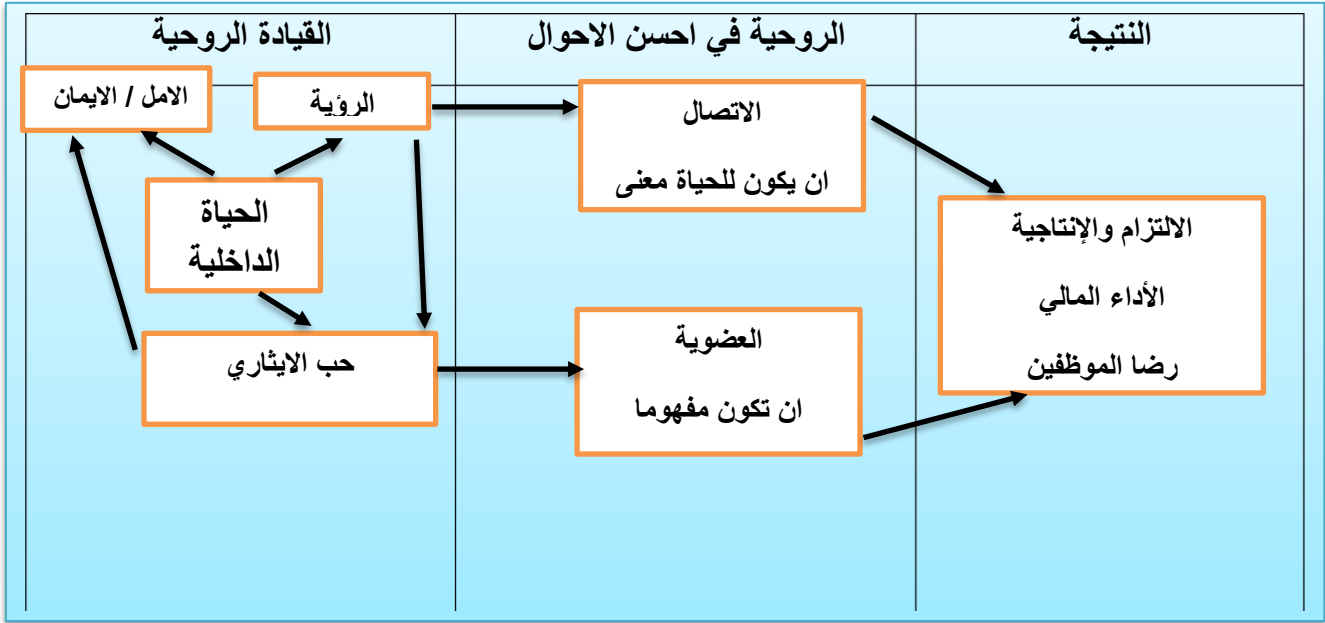 القيادة الروحية
الروحية في احسن الاحوال
النتيجة
الامل / الايمان
الرؤية
الحياة
الداخلية
حب الايثاري
الاتصال
ان يكون للحياة معنى
العضوية
ان تكون مفهوما
الالتزام والإنتاجية
الأداء المالي
رضا الموظفين